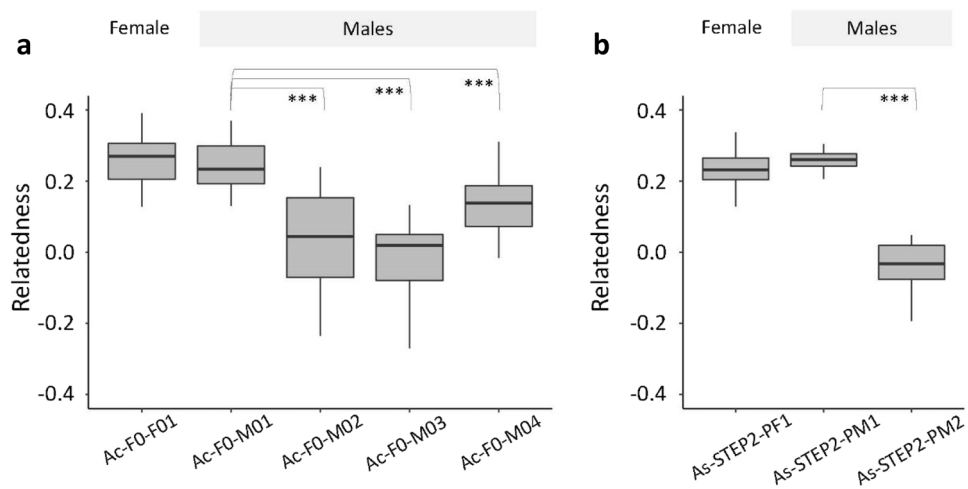 a
Female
Males
*** *** ***
Relatedness
0.4
0.2
0.0
-0.2
-0.4
Ac-F0-F01
Ac-F0-M01
Ac-F0-M02
Ac-F0-M03
Ac-F0-M04
b
Female
Males
***
Relatedness
0.4
0.2
0.0
-0.2
-0.4
As-STEP2-PF1
As-STEP2-PM1
As-STEP2-PM2